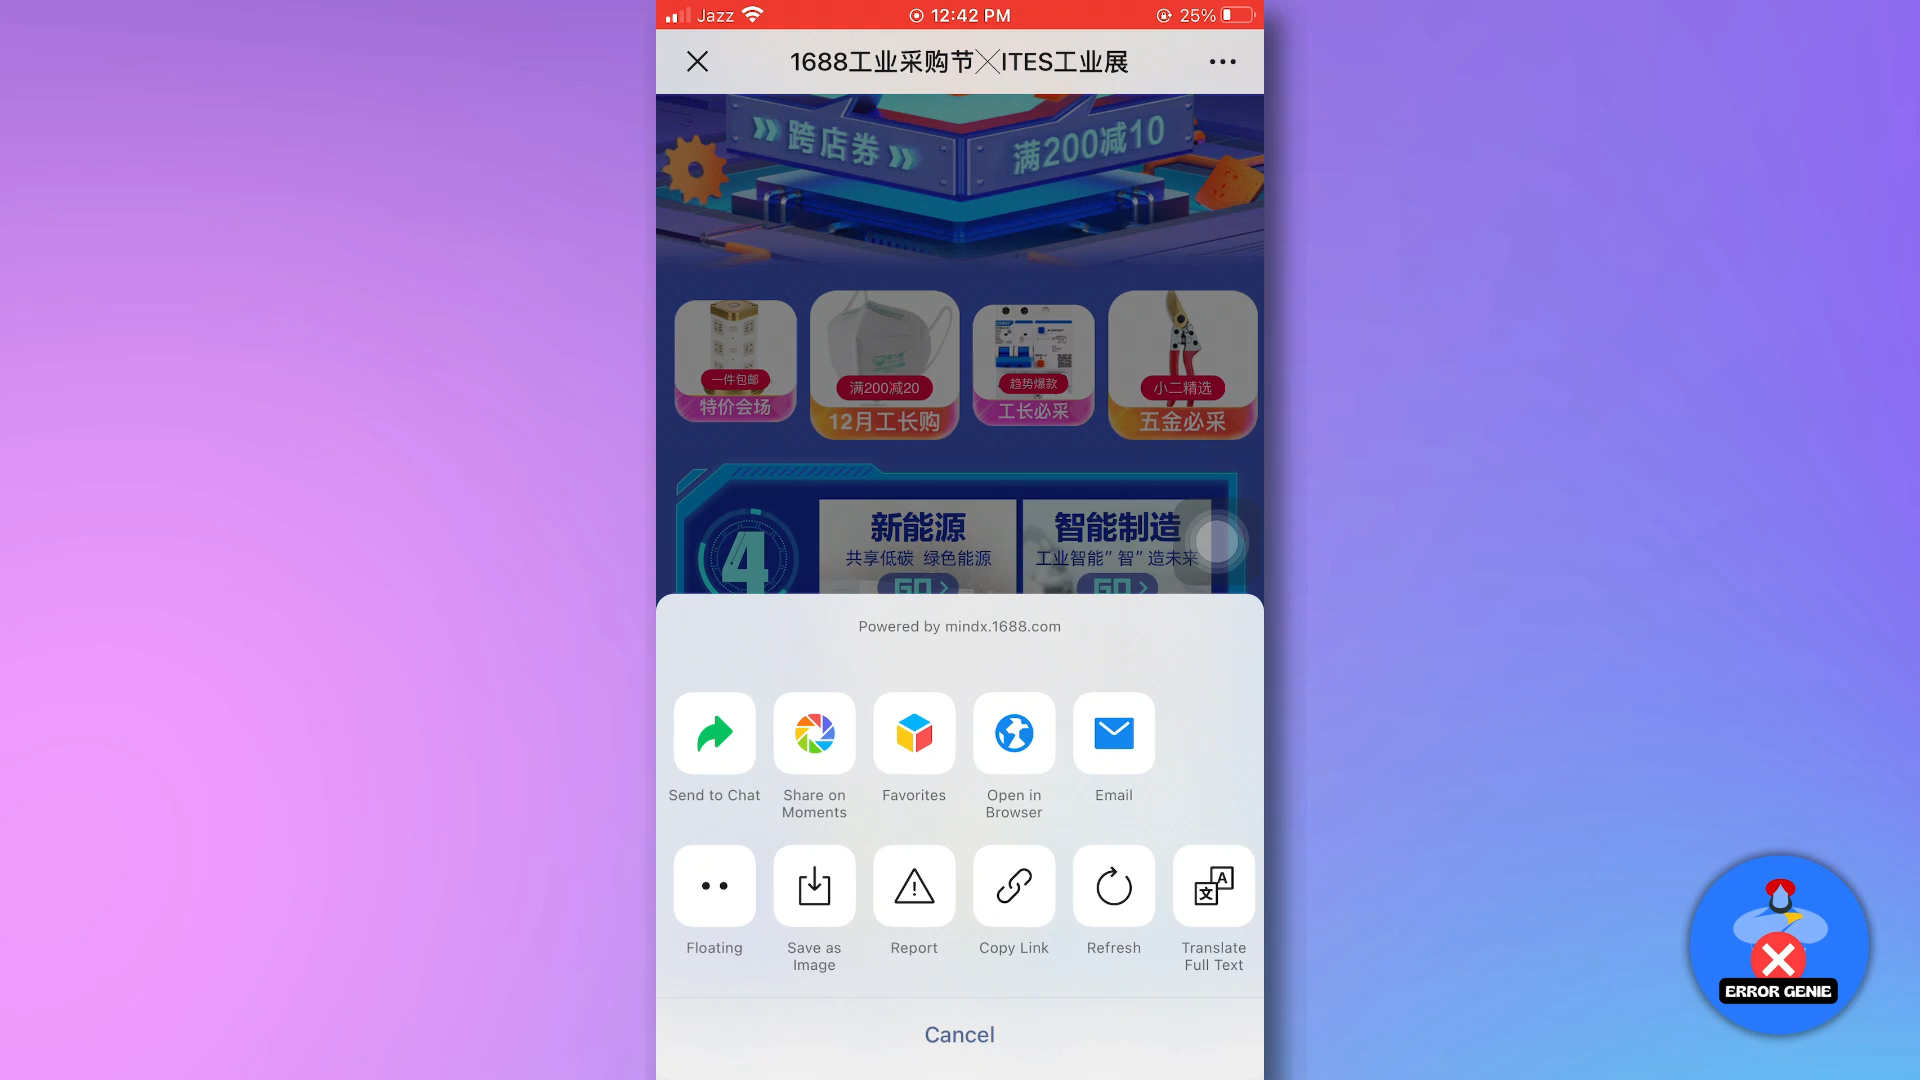 Jazz 12:42 PM 25%
1688工业采购节╳ITES工业展
跨店券 满200减10
一件包邮
特价会场
满200减20
12月工长购
趋势爆款
工长必采
小二精选
五金必采
4
新能源
共享低碳 绿色能源
GO >
智能制造
工业智能”智”造未来
GO >
Powered by mindx.1688.com
Send to Chat
Share on
Moments
Favorites
Open in
Browser
Email
Floating
Save as
Image
Report
Copy Link
Refresh
Translate
Full Text
Cancel
ERROR GENIE